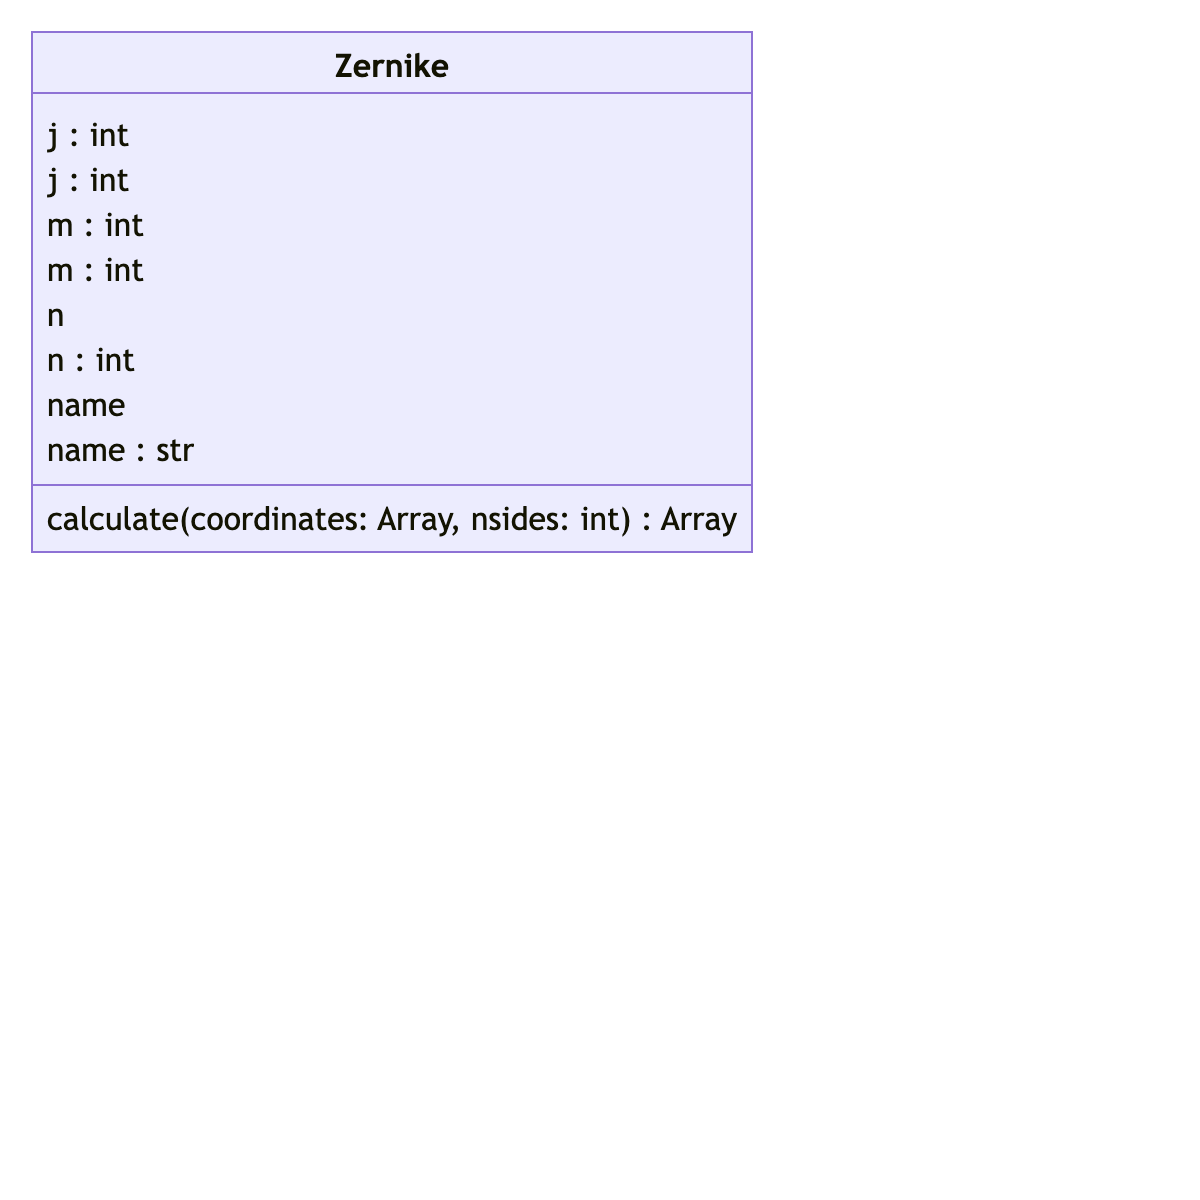 Zernike
j : int
j : int
m : int
m : int
n
n : int
name
name : str
calculate(coordinates: Array, nsides: int) : Array